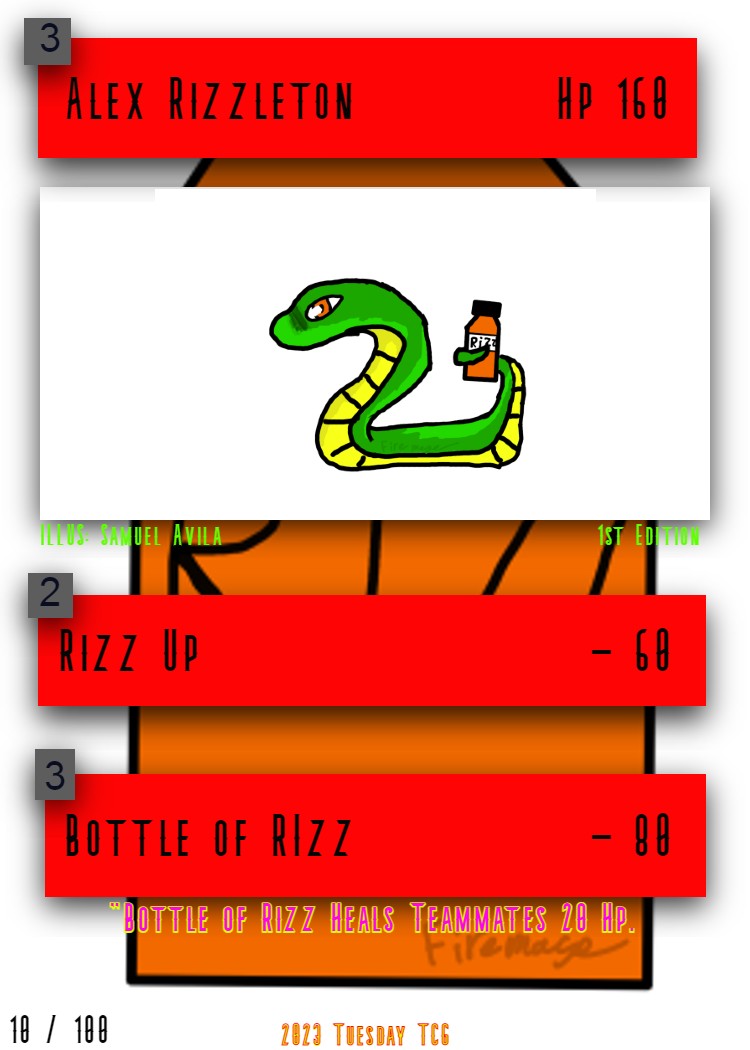 3
Alex Rizzleton Hp 160
Rizz
Firemage
ILLUS: Samuel Avila 1st Edition
2
Rizz Up – 60
3
Bottle of RIzz – 80
"Bottle of Rizz Heals Teammates 20 Hp.
Firemage
10 / 100
2023 Tuesday TCG